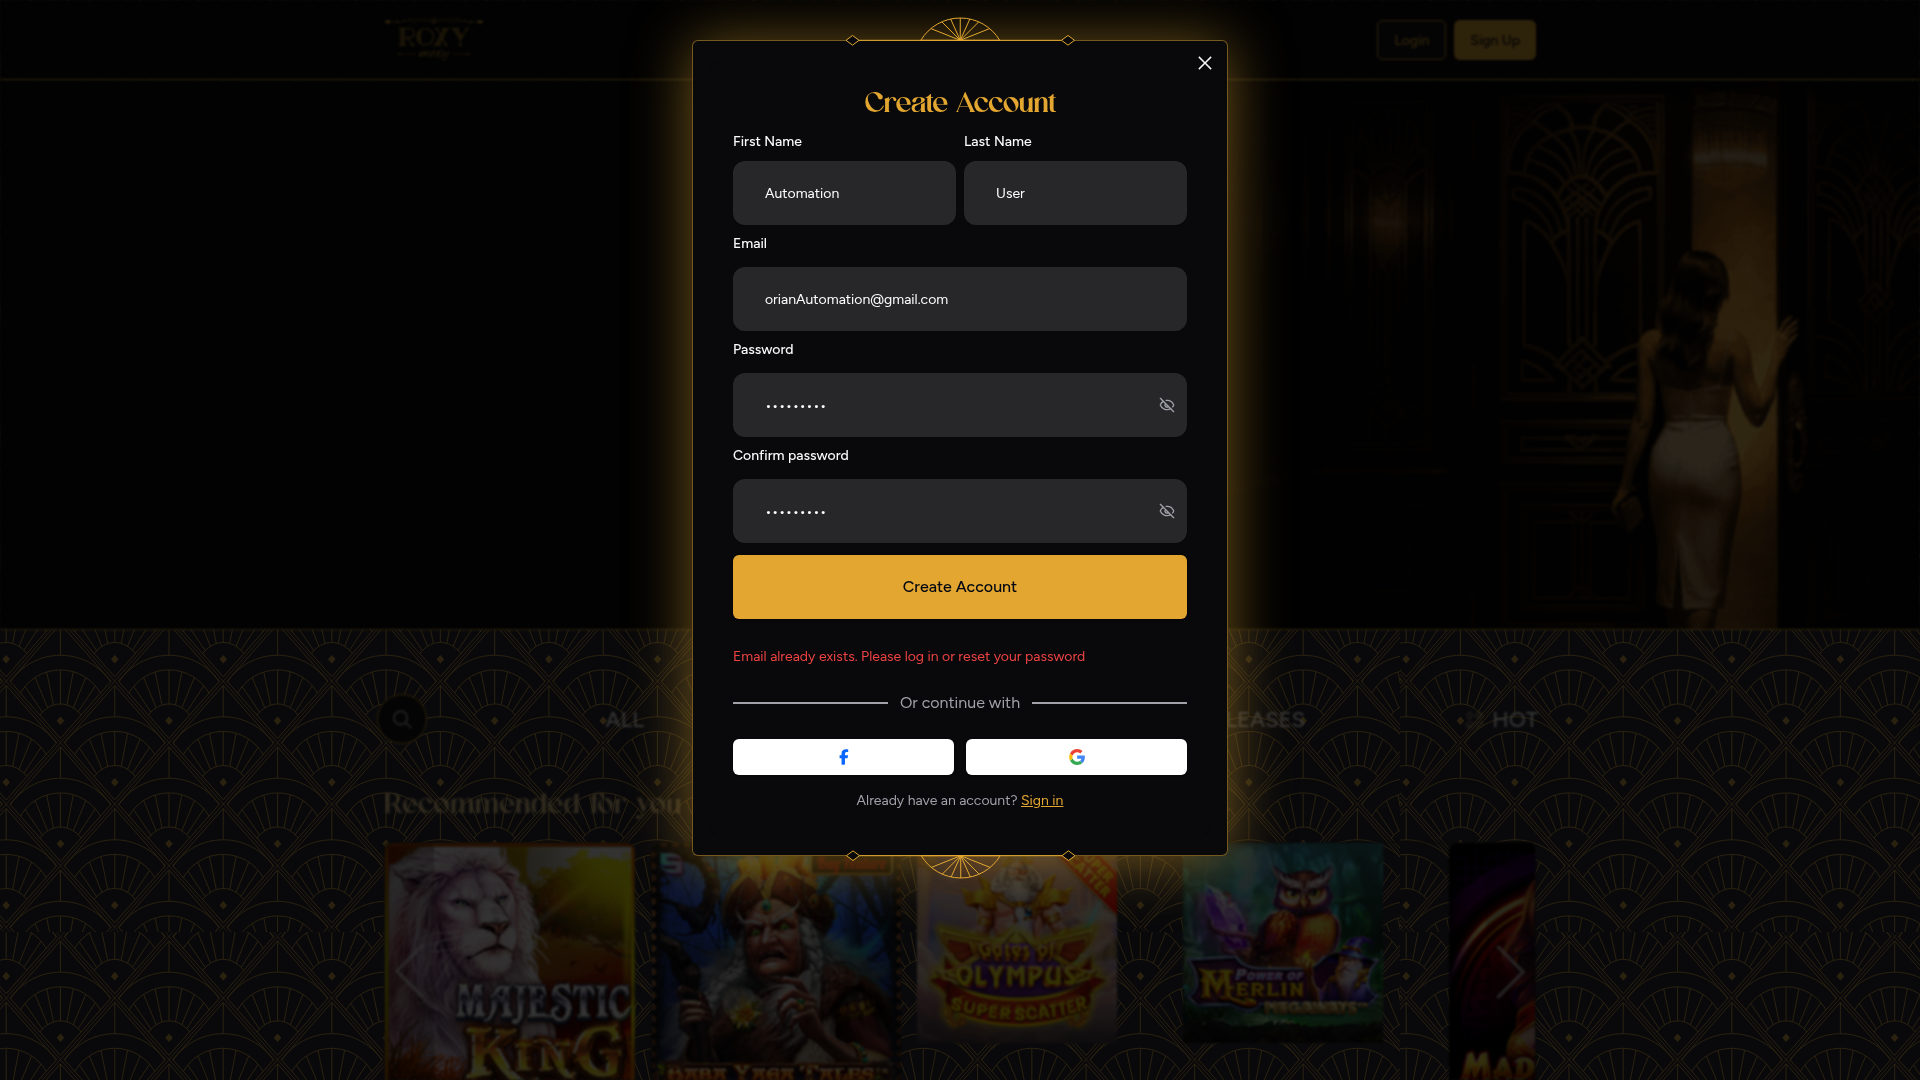 ROXY
Login
Sign Up
Create Account
First Name
Last Name
Automation
User
Email
orianAutomation@gmail.com
Password
•••••••••
Confirm password
•••••••••
Create Account
Email already exists. Please log in or reset your password
Or continue with
Already have an account? Sign in
ALL
LEASES
HOT
Recommended for you
MAJESTIC
KING
BABA YAGA TALES
Gates of
OLYMPUS
SUPER SCATTER
POWER OF
MERLIN
MEGAWAYS
MAD